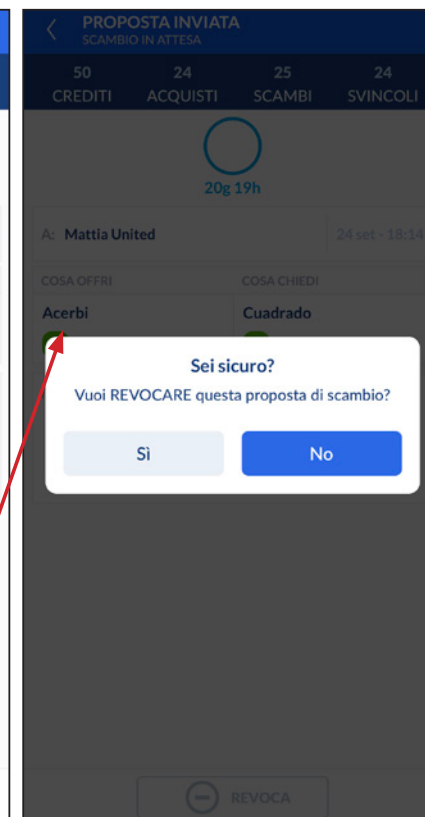 PROPOSTA INVIATA
SCAMBIO IN ATTESA
50 24 25 24
CREDITI ACQUISTI SCAMBI SVINCOLI
20g 19h
A: Mattia United 24 set - 18:14
COSA OFFRI COSA CHIEDI
Acerbi Cuadrado
Sei sicuro?
Vuoi REVOCARE questa proposta di scambio?
Sì No
REVOCA